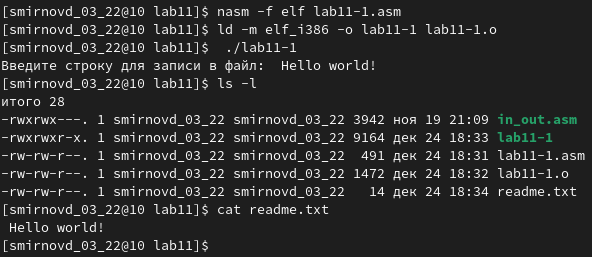 [smirnovd_03_22@10 lab11]$ nasm -f elf lab11-1.asm
[smirnovd_03_22@10 lab11]$ ld -m elf_i386 -o lab11-1 lab11-1.o
[smirnovd_03_22@10 lab11]$  ./lab11-1
Введите строку для записи в файл:  Hello world!
[smirnovd_03_22@10 lab11]$ ls -l
итого 28
-rwxrwx---. 1 smirnovd_03_22 smirnovd_03_22 3942 ноя 19 21:09 in_out.asm
-rwxrwxr-x. 1 smirnovd_03_22 smirnovd_03_22 9164 дек 24 18:33 lab11-1
-rw-rw-r--. 1 smirnovd_03_22 smirnovd_03_22  491 дек 24 18:31 lab11-1.asm
-rw-rw-r--. 1 smirnovd_03_22 smirnovd_03_22 1472 дек 24 18:32 lab11-1.o
-rw-rw-r--. 1 smirnovd_03_22 smirnovd_03_22   14 дек 24 18:34 readme.txt
[smirnovd_03_22@10 lab11]$ cat readme.txt
 Hello world!
[smirnovd_03_22@10 lab11]$